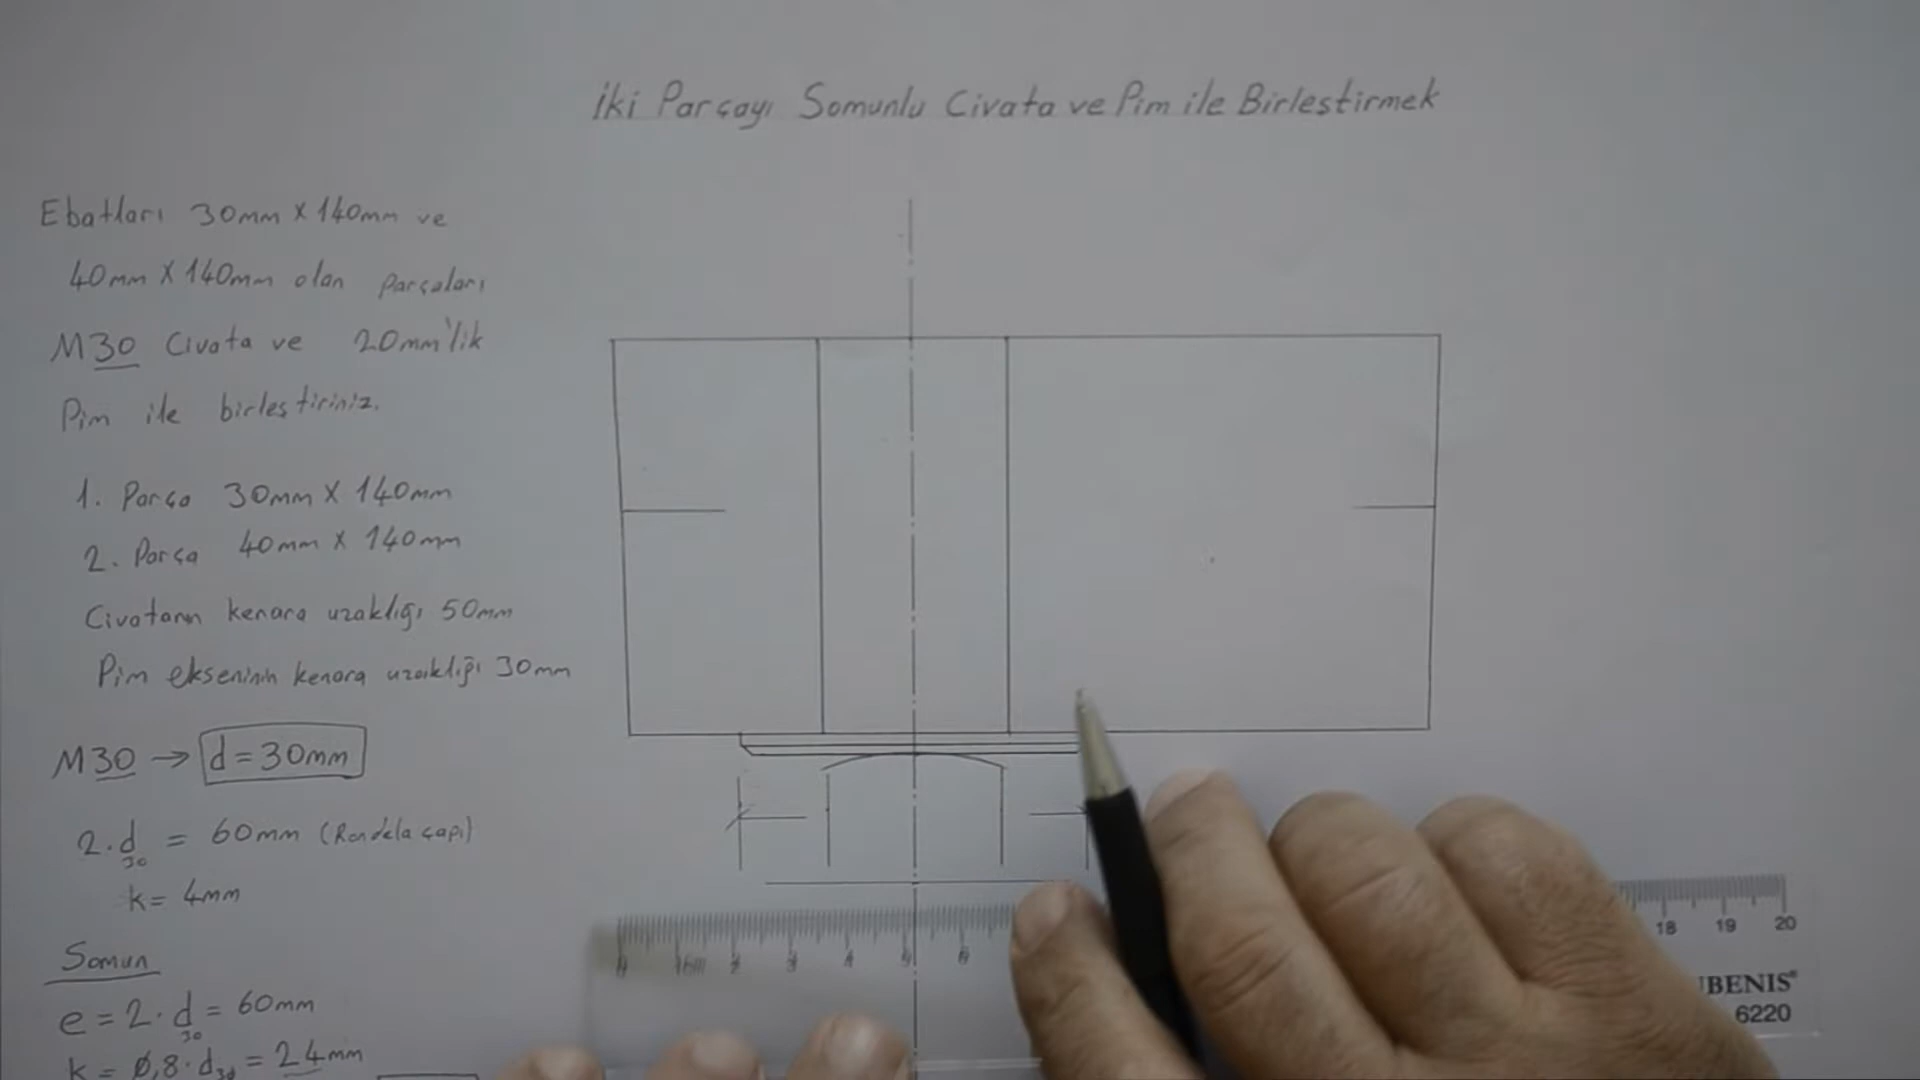 İki Parçayı Somunlu Civata ve Pim ile Birleştirmek
Ebatları 30mm X 140mm ve
40mm X 140mm olan parçaları
M30 Civata ve 20mm'lik
Pim ile birleştiriniz.
1. Parça 30mm X 140mm
2. Parça 40mm X 140mm
Civatanın kenara uzaklığı 50mm
Pim ekseninin kenara uzaklığı 30mm
M30 → d = 30mm
2.d = 60mm (Rondela çapı)
30
k = 4mm
Somun
e = 2.d = 60mm
30
k = 0,8.d30 = 24mm
18 19 20
6220